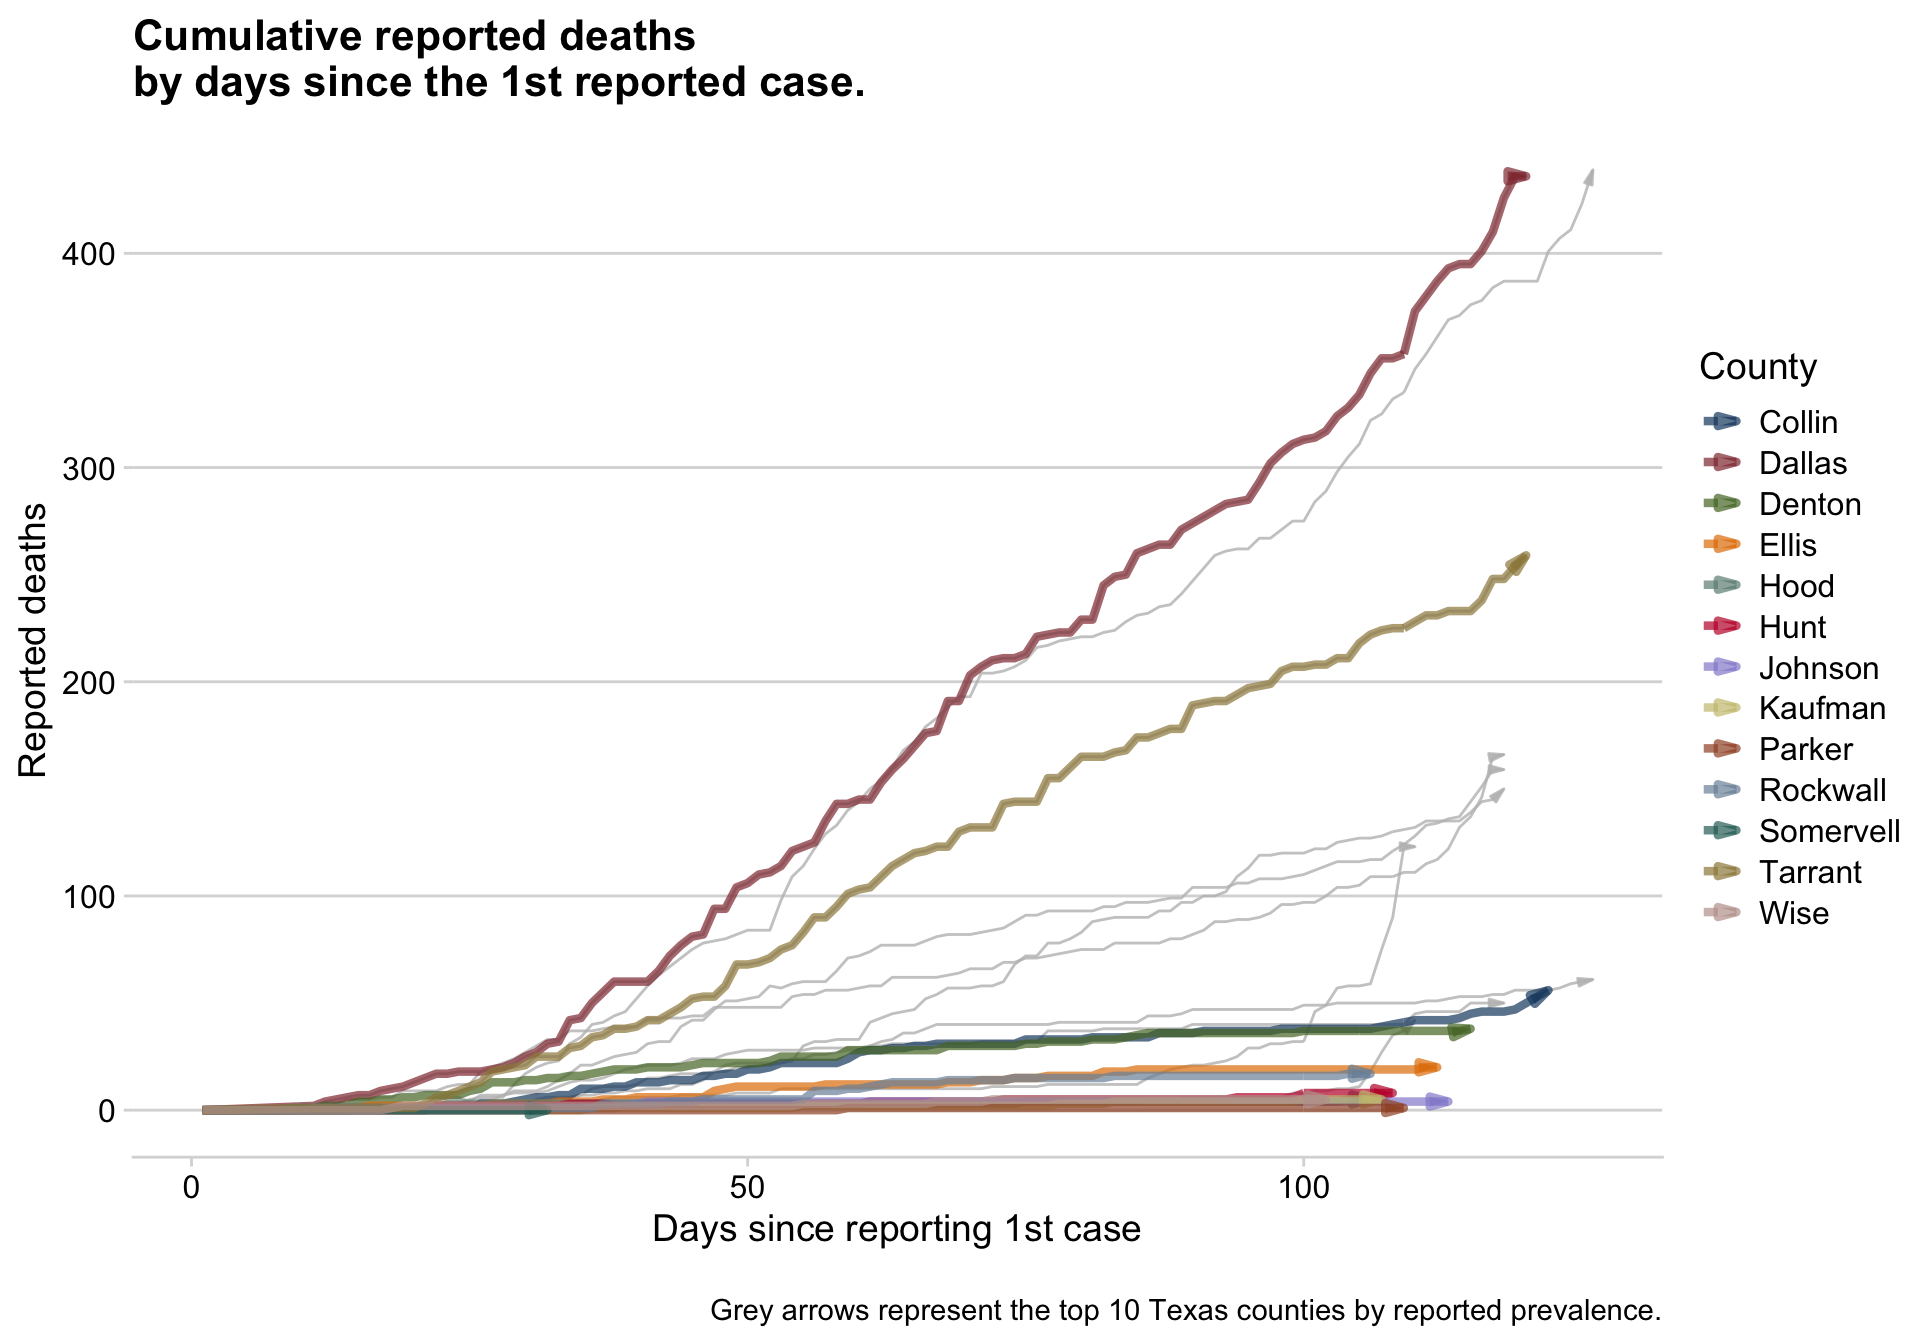 Cumulative reported deaths
by days since the 1st reported case.
400
300
200
100
0
Reported deaths
0
50
100
Days since reporting 1st case
County
Collin
Dallas
Denton
Ellis
Hood
Hunt
Johnson
Kaufman
Parker
Rockwall
Somervell
Tarrant
Wise
Grey arrows represent the top 10 Texas counties by reported prevalence.